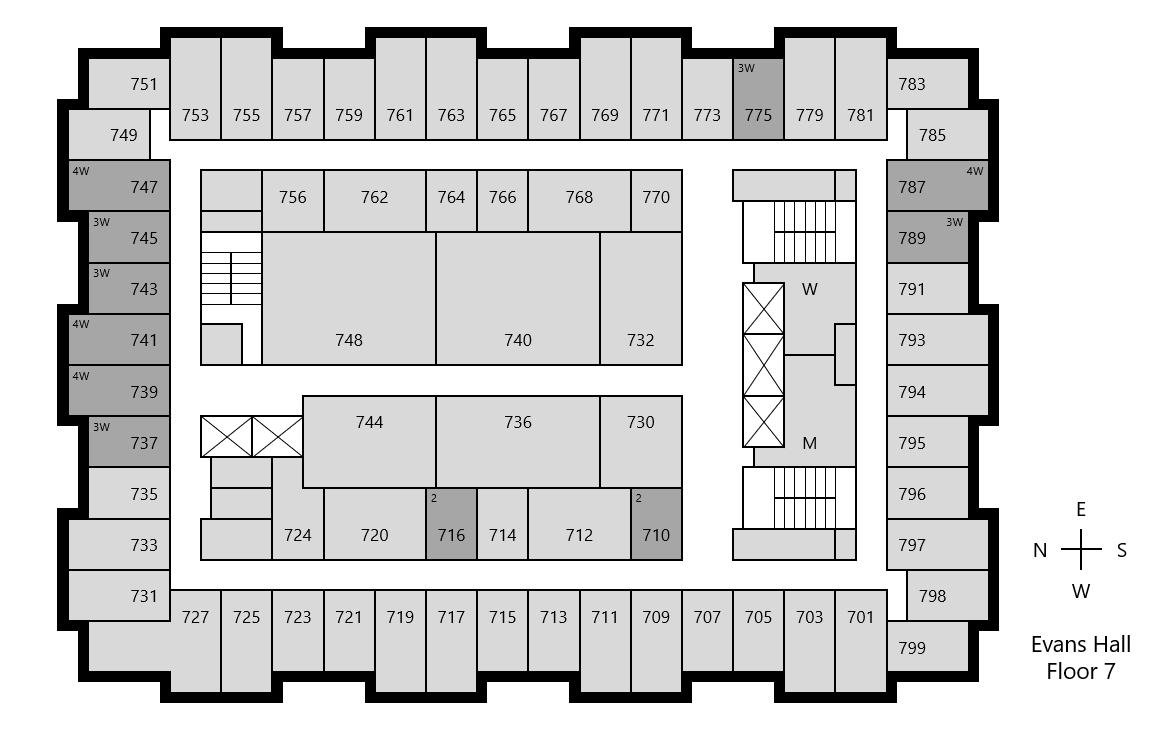 3W
751 783
753 755 757 759 761 763 765 767 769 771 773 775 779 781
749 785
4W 4W
747 787
756 762 764 766 768 770
3W 3W
745 789
3W
743 W 791
4W
741 748 740 732 793
4W
739 794
744 736 730
3W
737 M 795
735 2 2 796
E
724 720 716 714 712 710
733 797
N S
W
731 798
727 725 723 721 719 717 715 713 711 709 707 705 703 701
799
Evans Hall
Floor 7